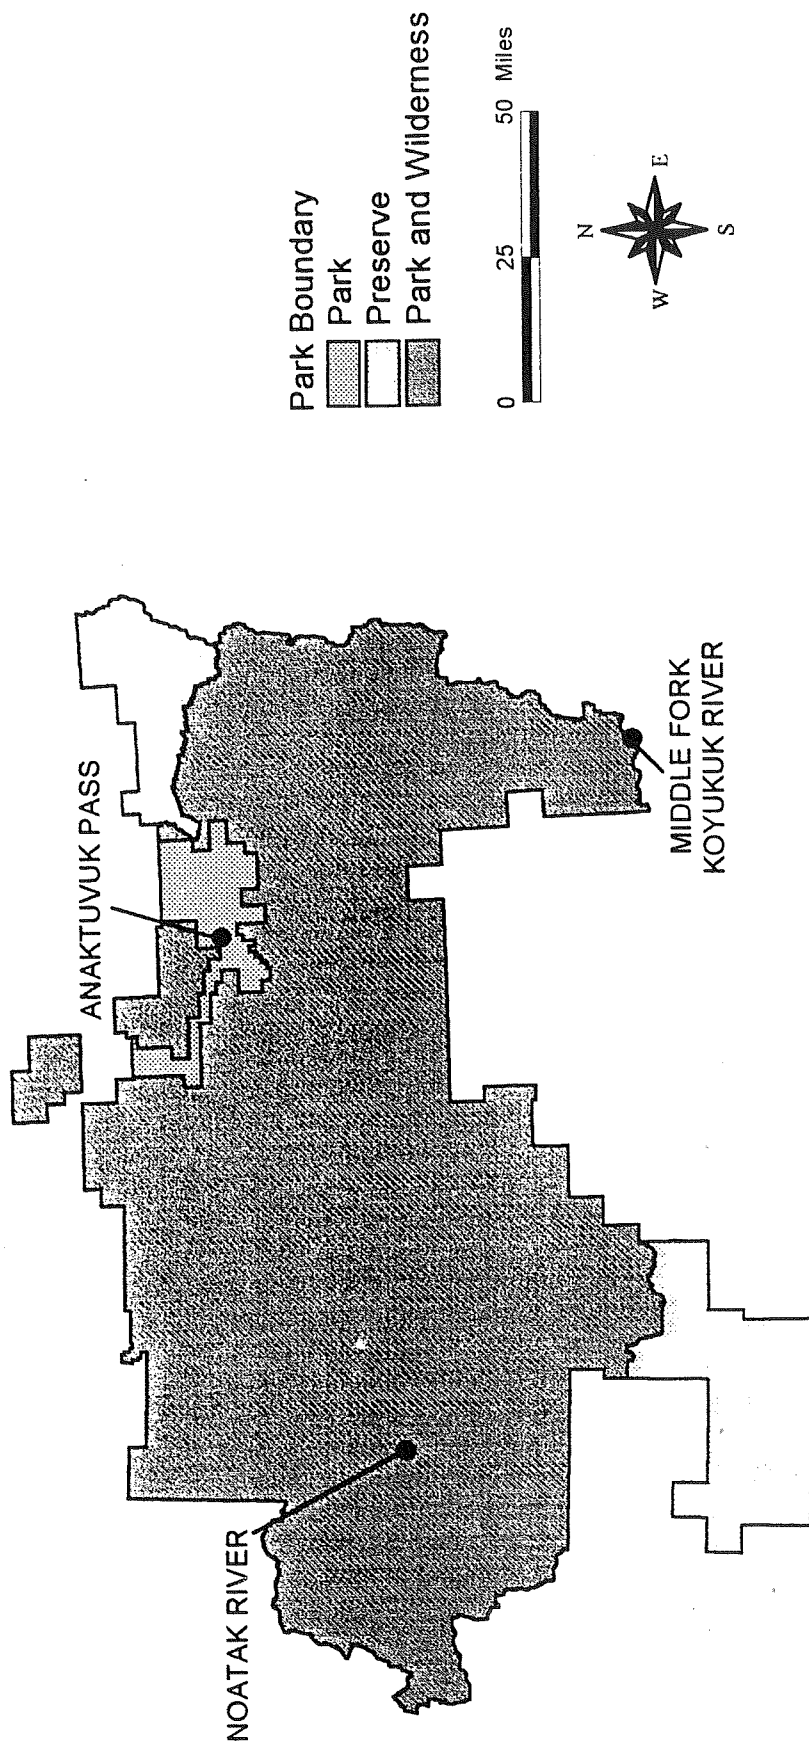 ANAKTUVUK PASS
NOATAK RIVER
MIDDLE FORK
KOYUKUK RIVER
Park Boundary
Park
Preserve
Park and Wilderness
0 25 50 Miles
N
W E
S